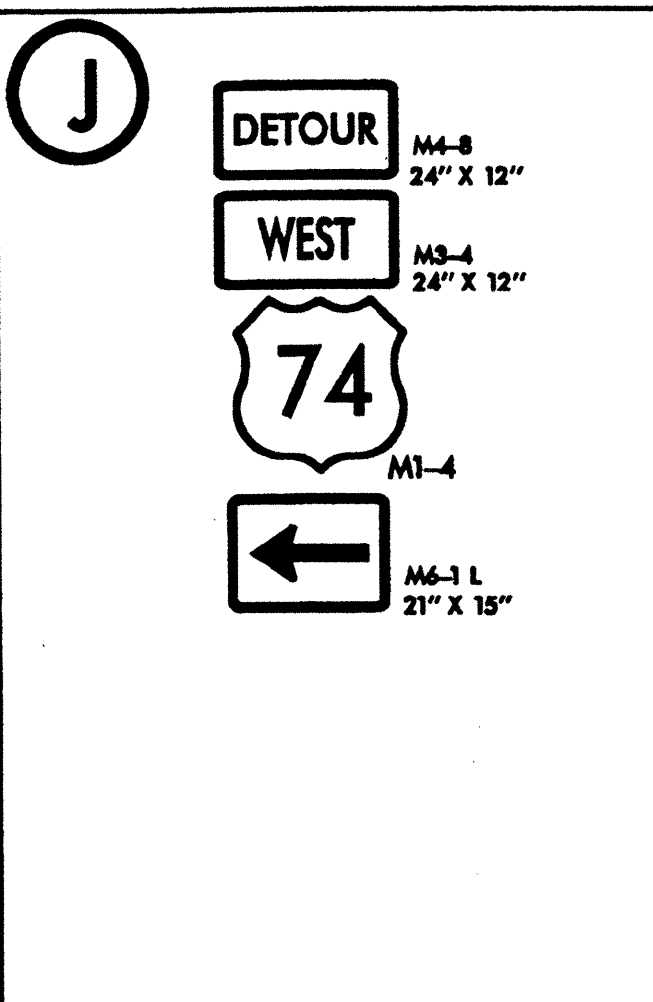 J
DETOUR
M4-8
24" X 12"
WEST
M3-4
24" X 12"
74
M1-4
M6-1 L
21" X 15"